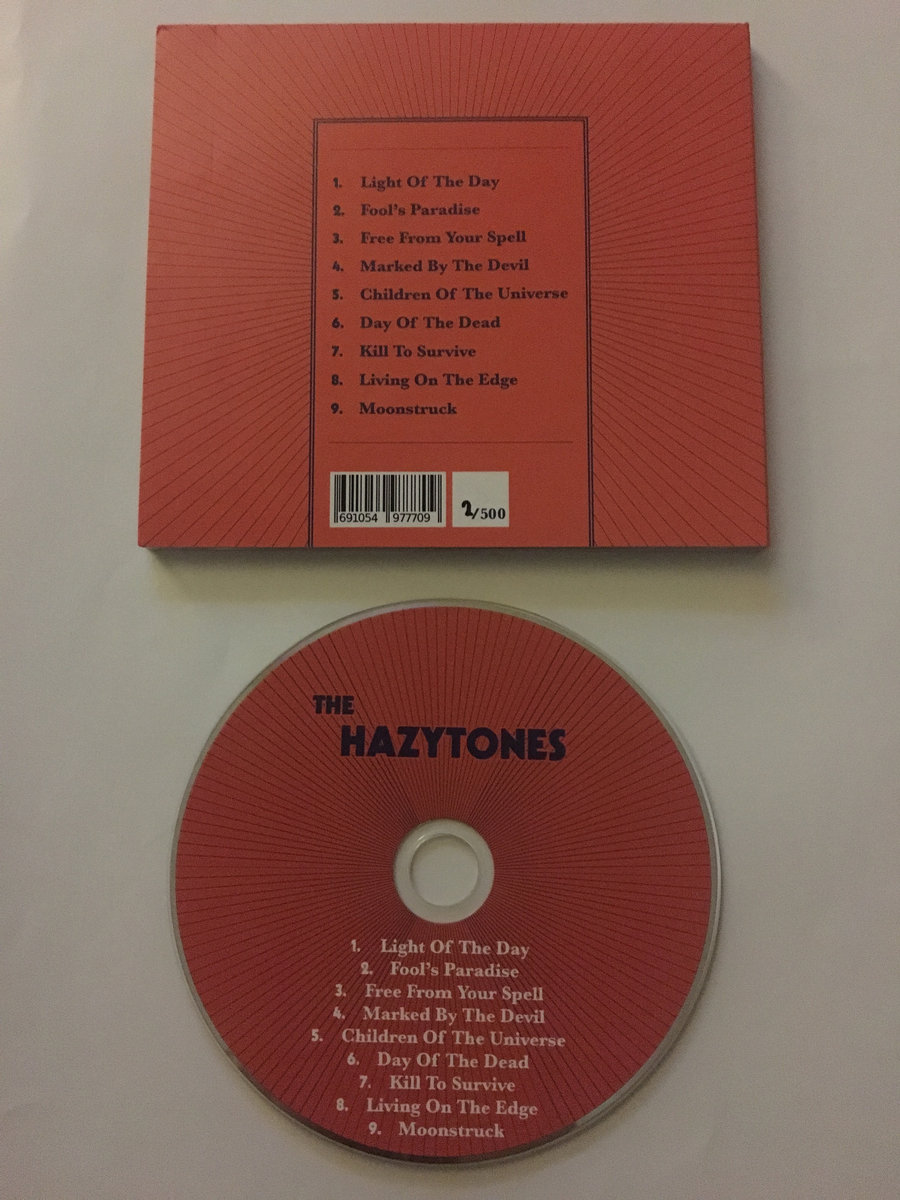 1. Light Of The Day
2. Fool's Paradise
3. Free From Your Spell
4. Marked By The Devil
5. Children Of The Universe
6. Day Of The Dead
7. Kill To Survive
8. Living On The Edge
9. Moonstruck
691054 977709
2/500
THE
HAZYTONES
1. Light Of The Day
2. Fool's Paradise
3. Free From Your Spell
4. Marked By The Devil
5. Children Of The Universe
6. Day Of The Dead
7. Kill To Survive
8. Living On The Edge
9. Moonstruck